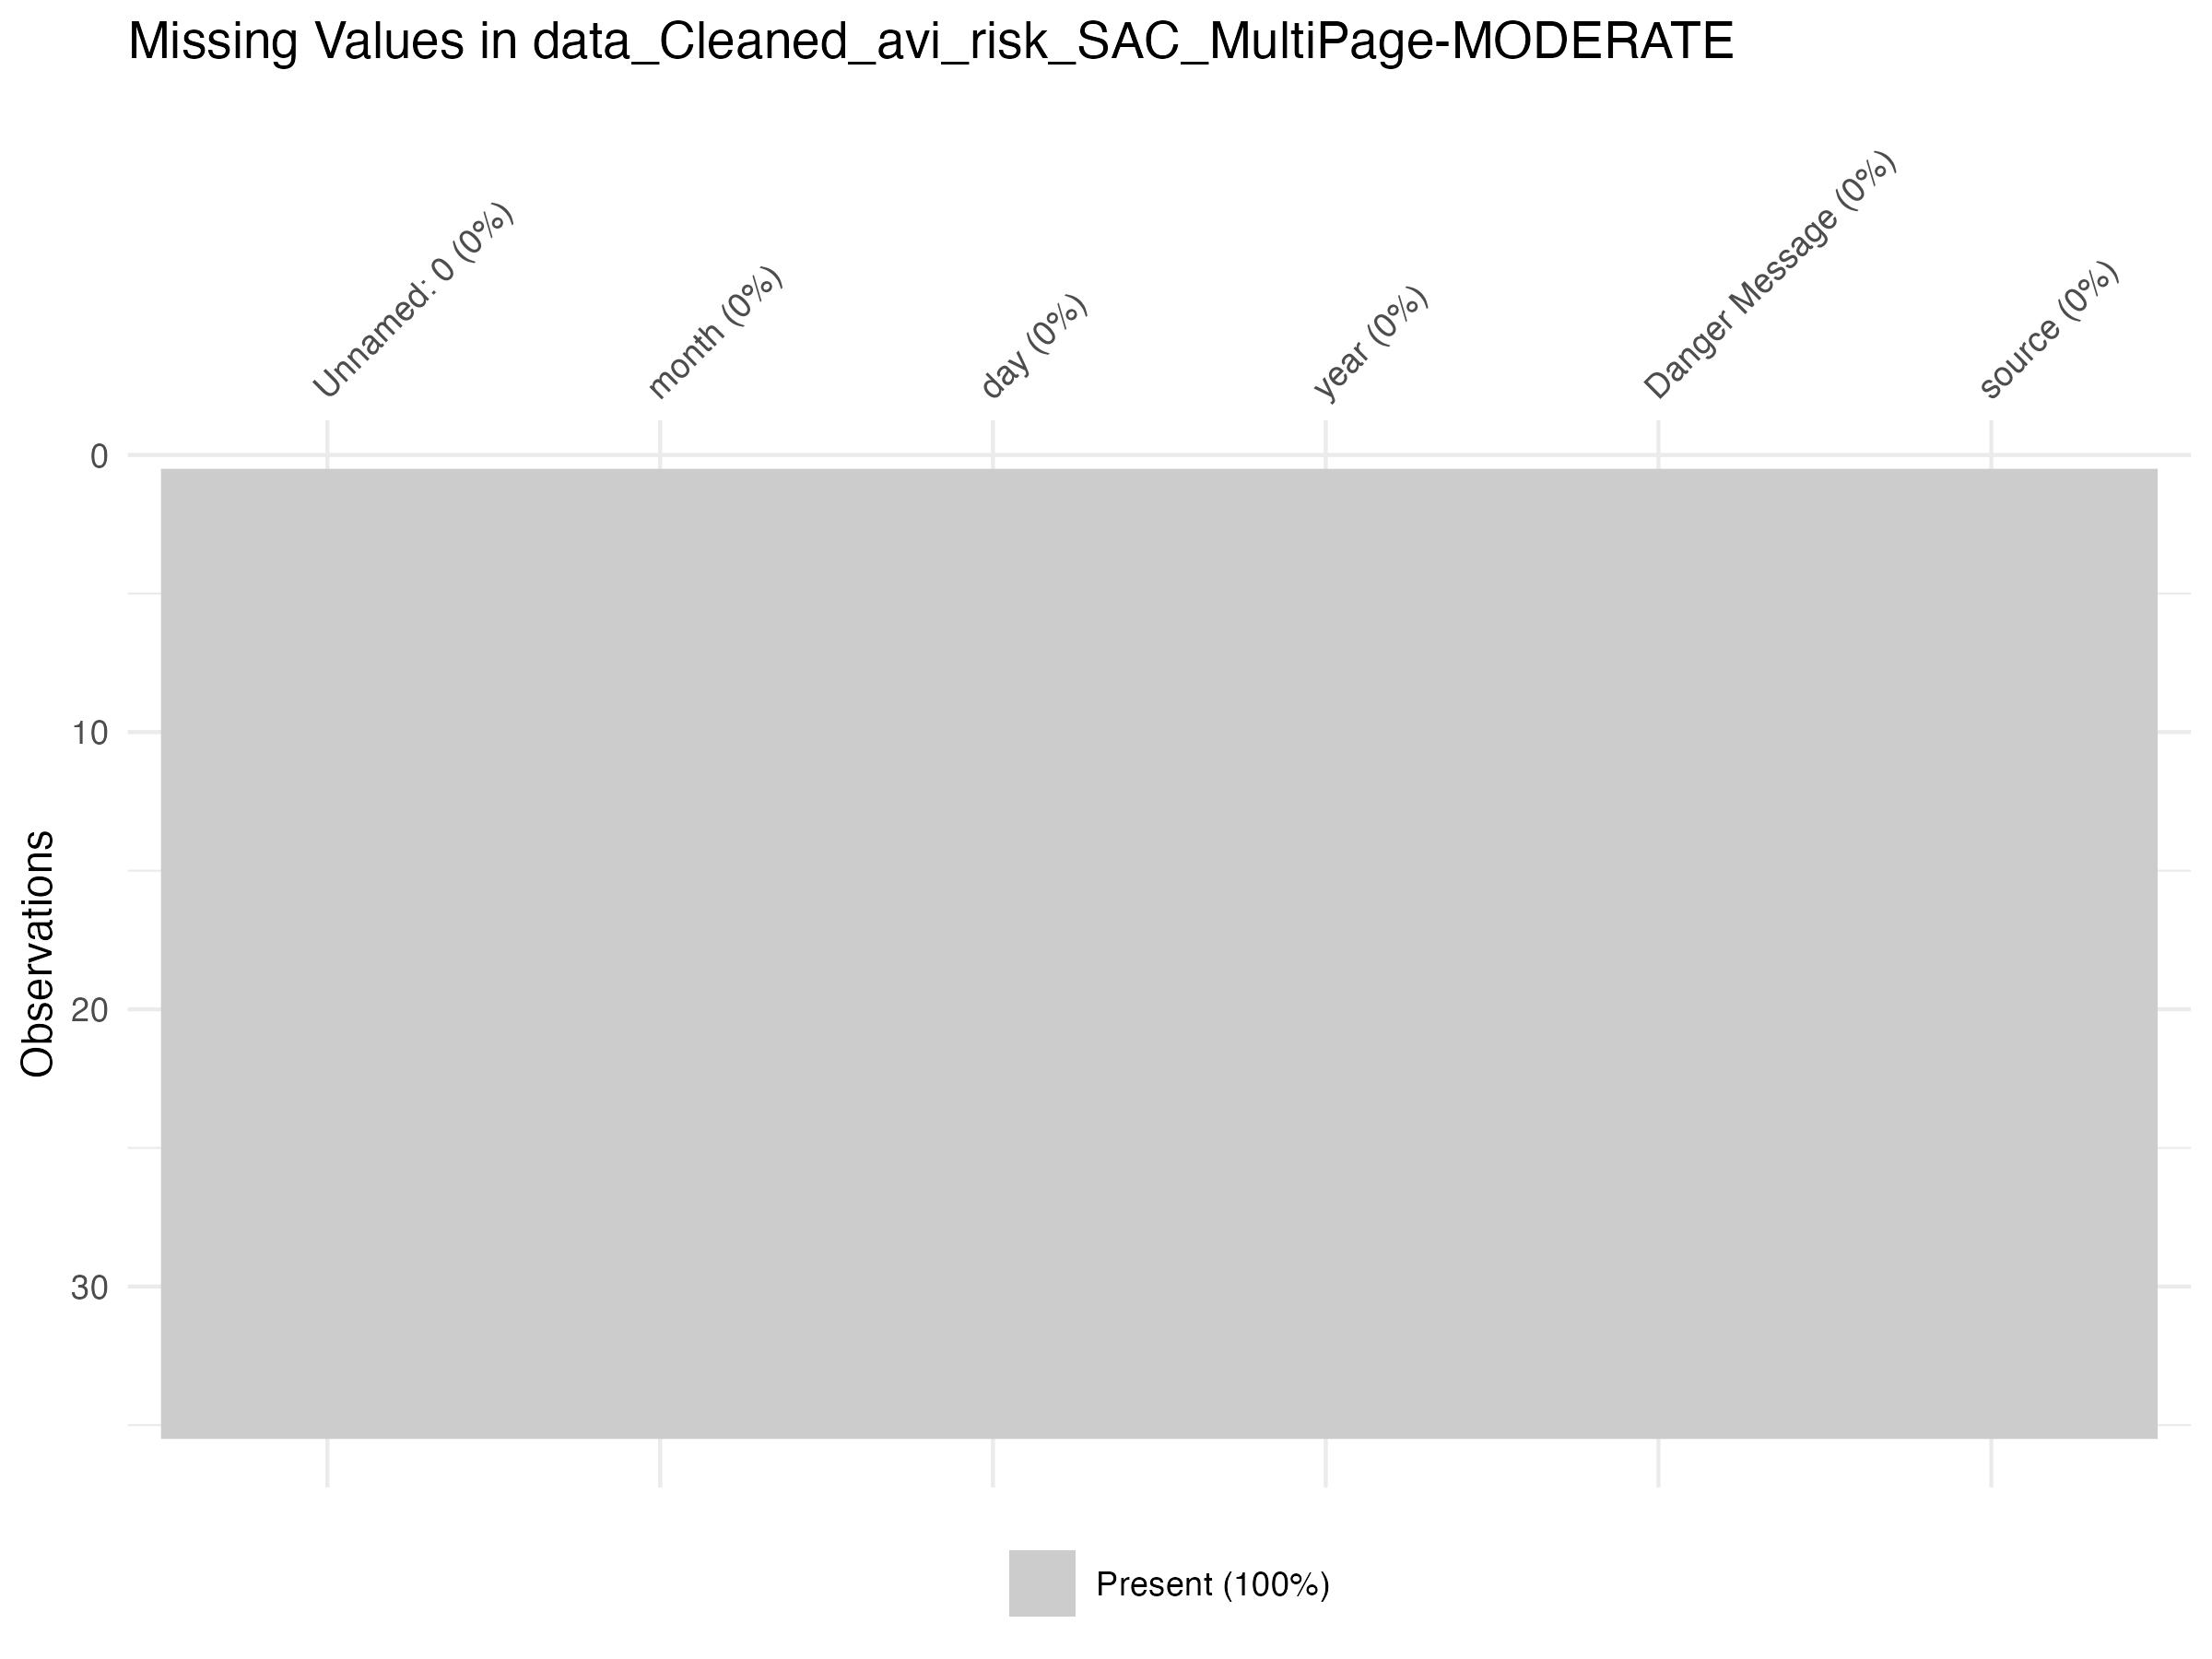 Missing Values in data_Cleaned_avi_risk_SAC_MultiPage-MODERATE
Unnamed: 0 (0%)
month (0%)
day (0%)
year (0%)
Danger Message (0%)
source (0%)
0
10
20
30
Observations
Present (100%)